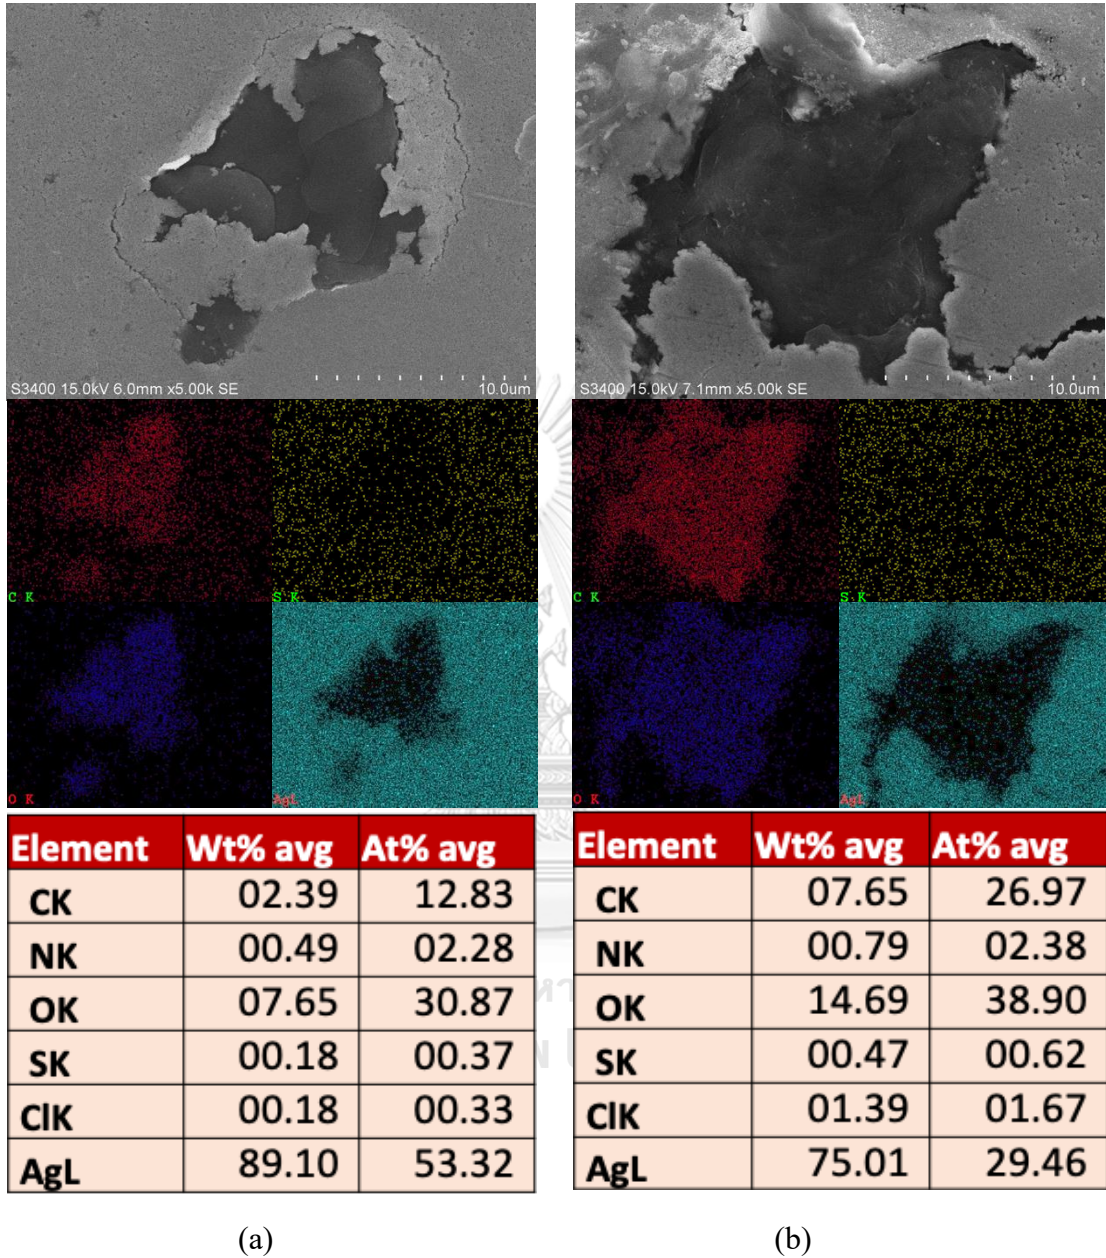 S3400 15.0kV 6.0mm x5.00k SE 10.0um
S3400 15.0kV 7.1mm x5.00k SE 10.0um
C K
S K
C K
S K
O K
AgL
O K
AgL
Element Wt% avg At% avg
CK 02.39 12.83
NK 00.49 02.28
OK 07.65 30.87
SK 00.18 00.37
ClK 00.18 00.33
AgL 89.10 53.32
Element Wt% avg At% avg
CK 07.65 26.97
NK 00.79 02.38
OK 14.69 38.90
SK 00.47 00.62
ClK 01.39 01.67
AgL 75.01 29.46
(a)
(b)